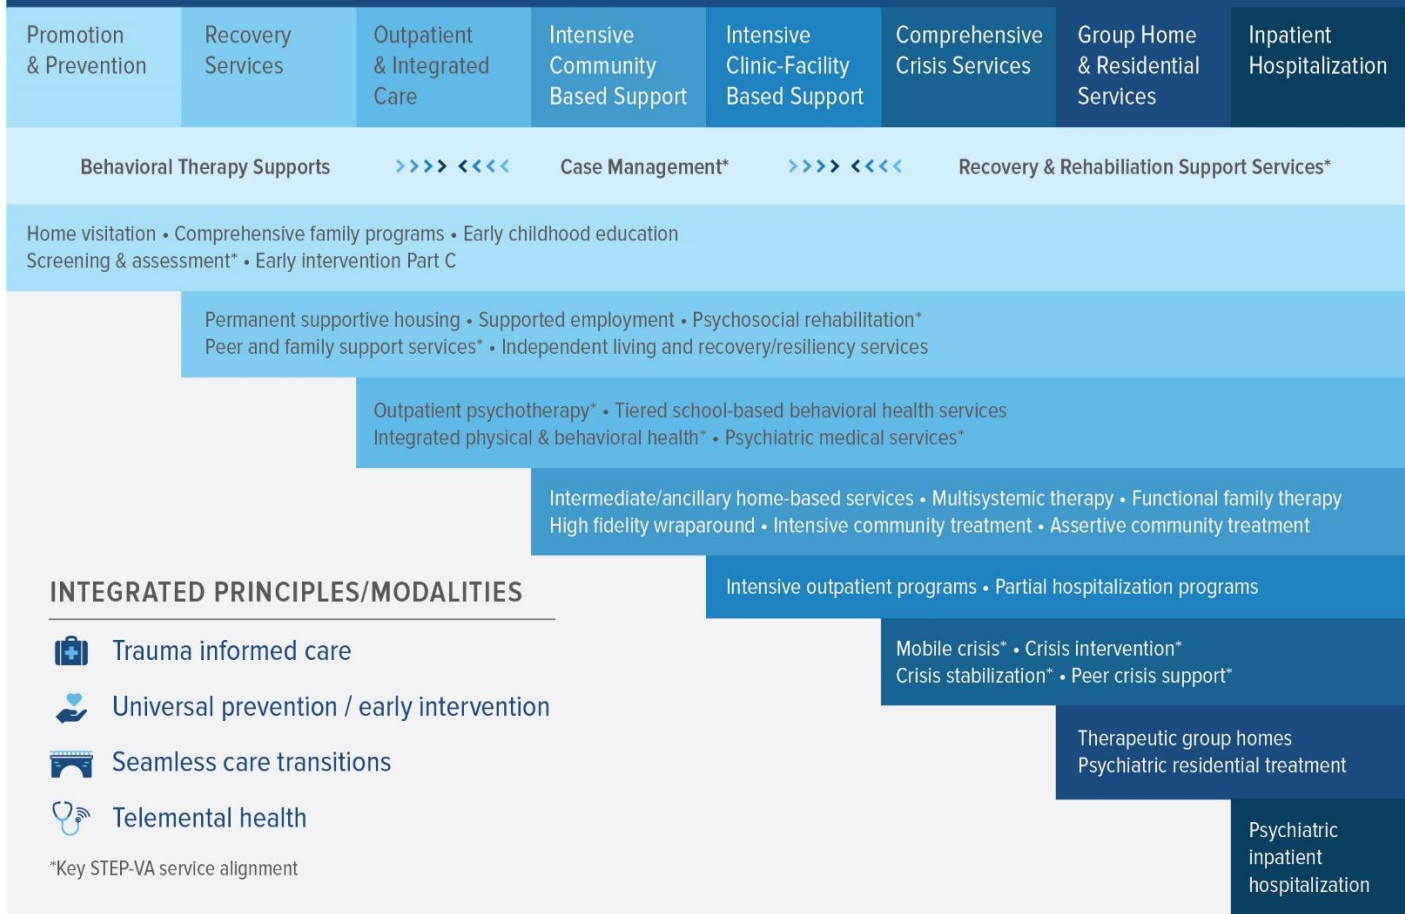 Promotion
& Prevention
Recovery
Services
Outpatient
& Integrated
Care
Intensive
Community
Based Support
Intensive
Clinic-Facility
Based Support
Comprehensive
Crisis Services
Group Home
& Residential
Services
Inpatient
Hospitalization
Behavioral Therapy Supports >>>> <<<< Case Management* >>>> <<<< Recovery & Rehabiliation Support Services*
Home visitation • Comprehensive family programs • Early childhood education
Screening & assessment* • Early intervention Part C
Permanent supportive housing • Supported employment • Psychosocial rehabilitation*
Peer and family support services* • Independent living and recovery/resiliency services
Outpatient psychotherapy* • Tiered school-based behavioral health services
Integrated physical & behavioral health* • Psychiatric medical services*
Intermediate/ancillary home-based services • Multisystemic therapy • Functional family therapy
High fidelity wraparound • Intensive community treatment • Assertive community treatment
Intensive outpatient programs • Partial hospitalization programs
Mobile crisis* • Crisis intervention*
Crisis stabilization* • Peer crisis support*
Therapeutic group homes
Psychiatric residential treatment
Psychiatric
inpatient
hospitalization
INTEGRATED PRINCIPLES/MODALITIES
Trauma informed care
Universal prevention / early intervention
Seamless care transitions
Telemental health
*Key STEP-VA service alignment